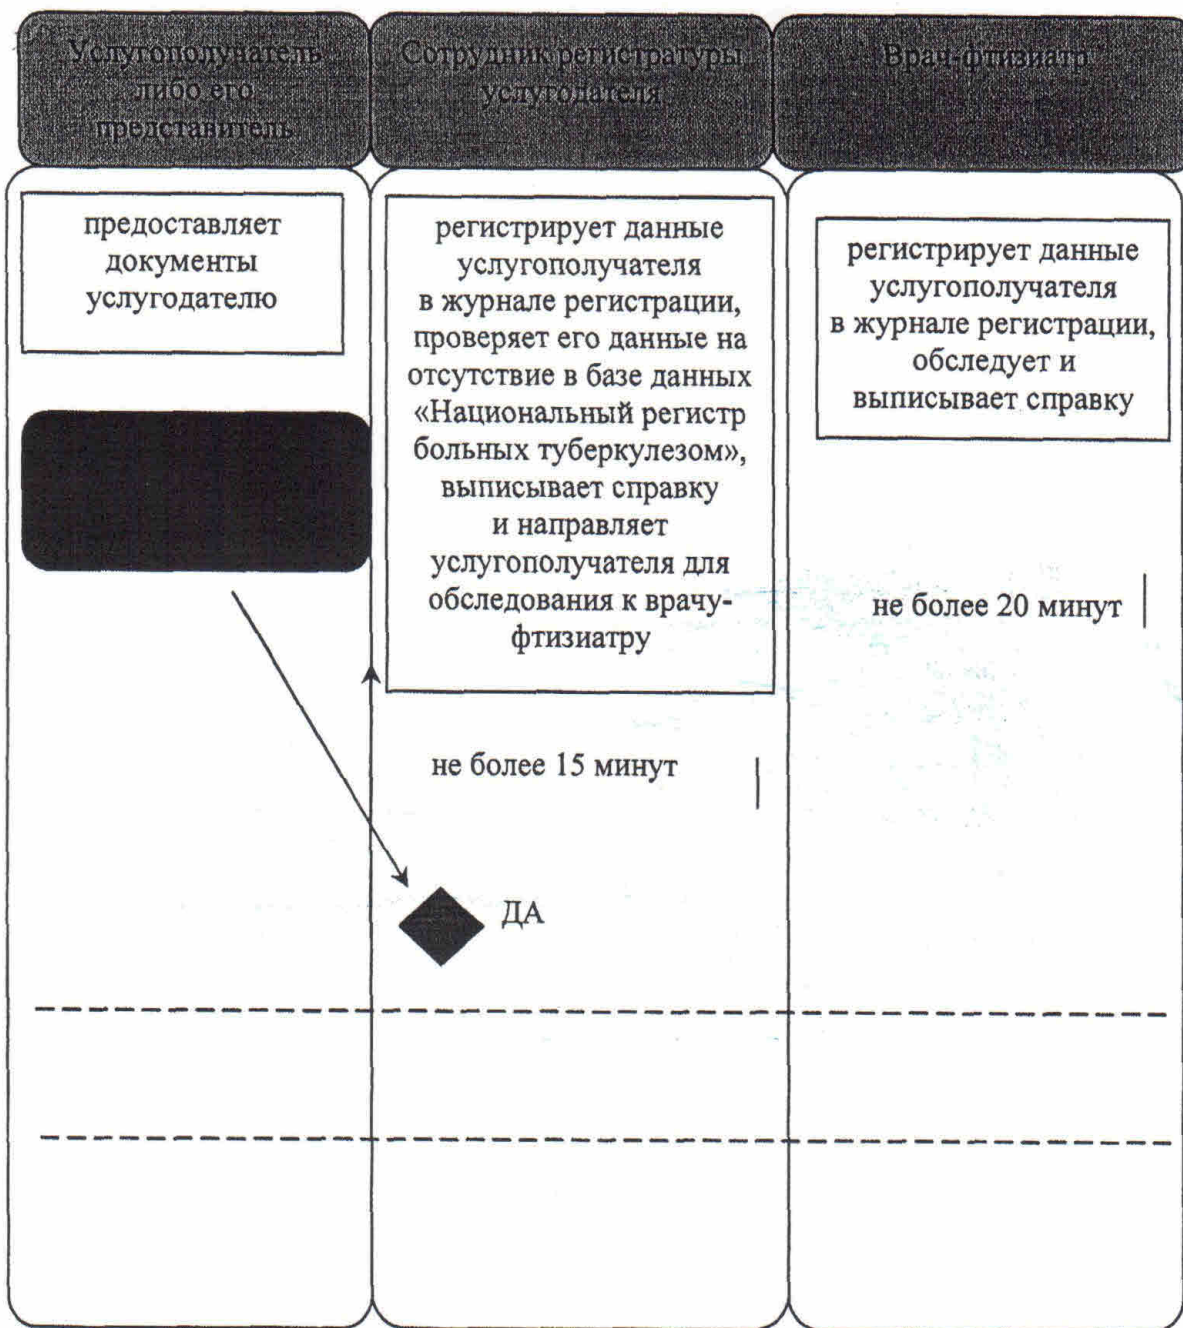 Услугополучатель
либо его
представитель
Сотрудник регистратуры
услугодателя
Врач-фтизиатр
предоставляет
документы
услугодателю
регистрирует данные
услугополучателя
в журнале регистрации,
проверяет его данные на
отсутствие в базе данных
«Национальный регистр
больных туберкулезом»,
выписывает справку
и направляет
услугополучателя для
обследования к врачу-
фтизиатру
не более 15 минут
ДА
регистрирует данные
услугополучателя
в журнале регистрации,
обследует и
выписывает справку
не более 20 минут